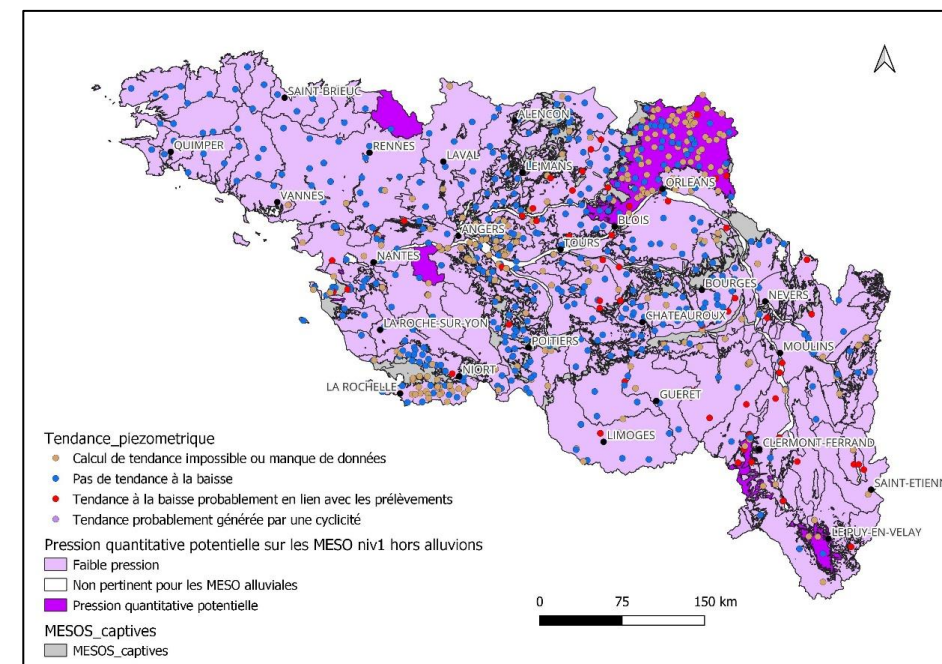 SAINT-BRIEUC
ALENCON
QUIMPER
RENNES
LAVAL
LE MANS
ORLEANS
VANNES
BLOIS
ANGERS
TOURS
NANTES
BOURGES
NEVERS
CHATEAUROUX
LA ROCHE-SUR-YON
POITIERS
MOULINS
NIORT
LA ROCHELLE
GUERET
LIMOGES
CLERMONT-FERRAND
SAINT-ETIENN
LE PUY-EN-VELAY
Tendance_piezometrique
Calcul de tendance impossible ou manque de données
Pas de tendance à la baisse
Tendance à la baisse probablement en lien avec les prélèvements
Tendance probablement générée par une cyclicité
Pression quantitative potentielle sur les MESO niv1 hors alluvions
Faible pression
Non pertinent pour les MESO alluviales
Pression quantitative potentielle
MESOS_captives
MESOS_captives
0 75 150 km